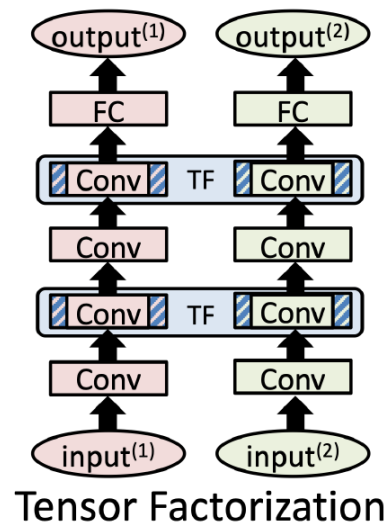 output(1) output(2)
FC FC
Conv TF Conv
Conv Conv
Conv TF Conv
Conv Conv
input(1) input(2)
Tensor Factorization